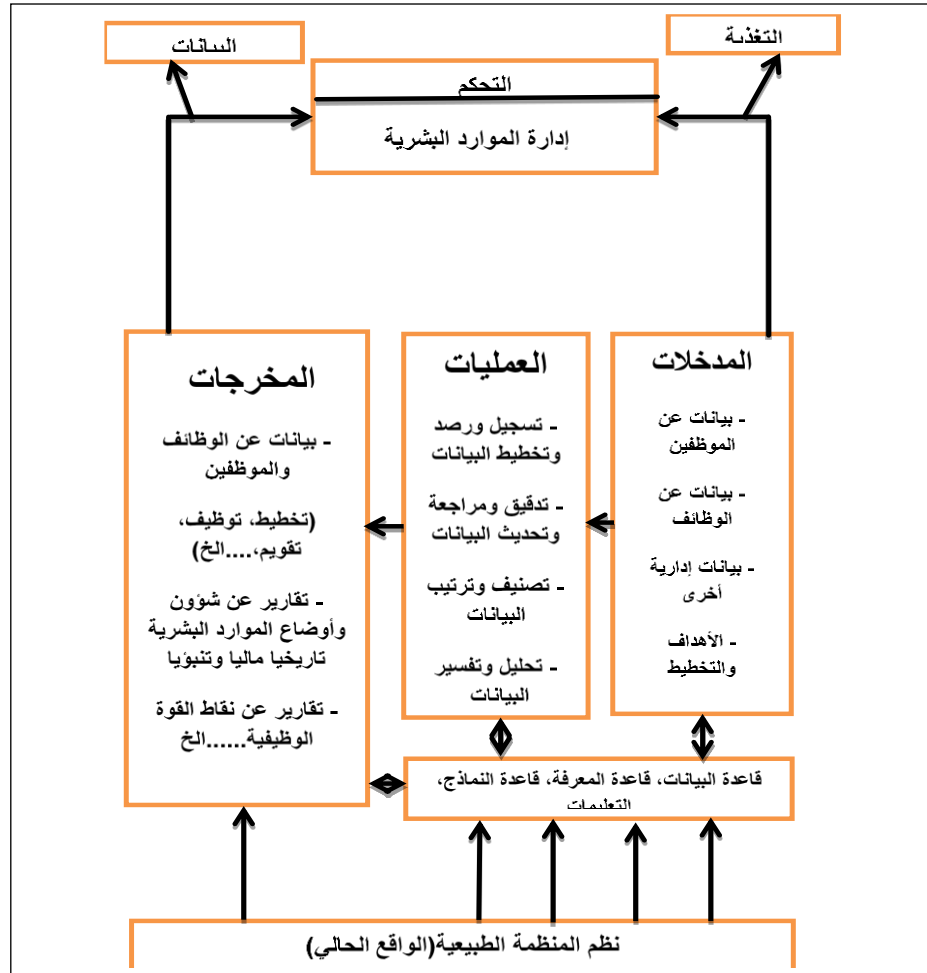 التغذية
البيانات
التحكم
إدارة الموارد البشرية
المدخلات
- بيانات عن
الموظفين
- بيانات عن
الوظائف
- بيانات إدارية
أخرى
- الأهداف
والتخطيط
العمليات
- تسجيل ورصد
وتخطيط البيانات
- تدقيق ومراجعة
وتحديث البيانات
- تصنيف وترتيب
البيانات
- تحليل وتفسير
البيانات
المخرجات
- بيانات عن الوظائف
والموظفين
(تخطيط، توظيف،
تقويم،....الخ)
- تقارير عن شؤون
وأوضاع الموارد البشرية
تاريخيا ماليا وتنبؤيا
- تقارير عن نقاط القوة
الوظيفية......الخ
قاعدة البيانات، قاعدة المعرفة، قاعدة النماذج،
التعليمات
نظم المنظمة الطبيعية(الواقع الحالي)